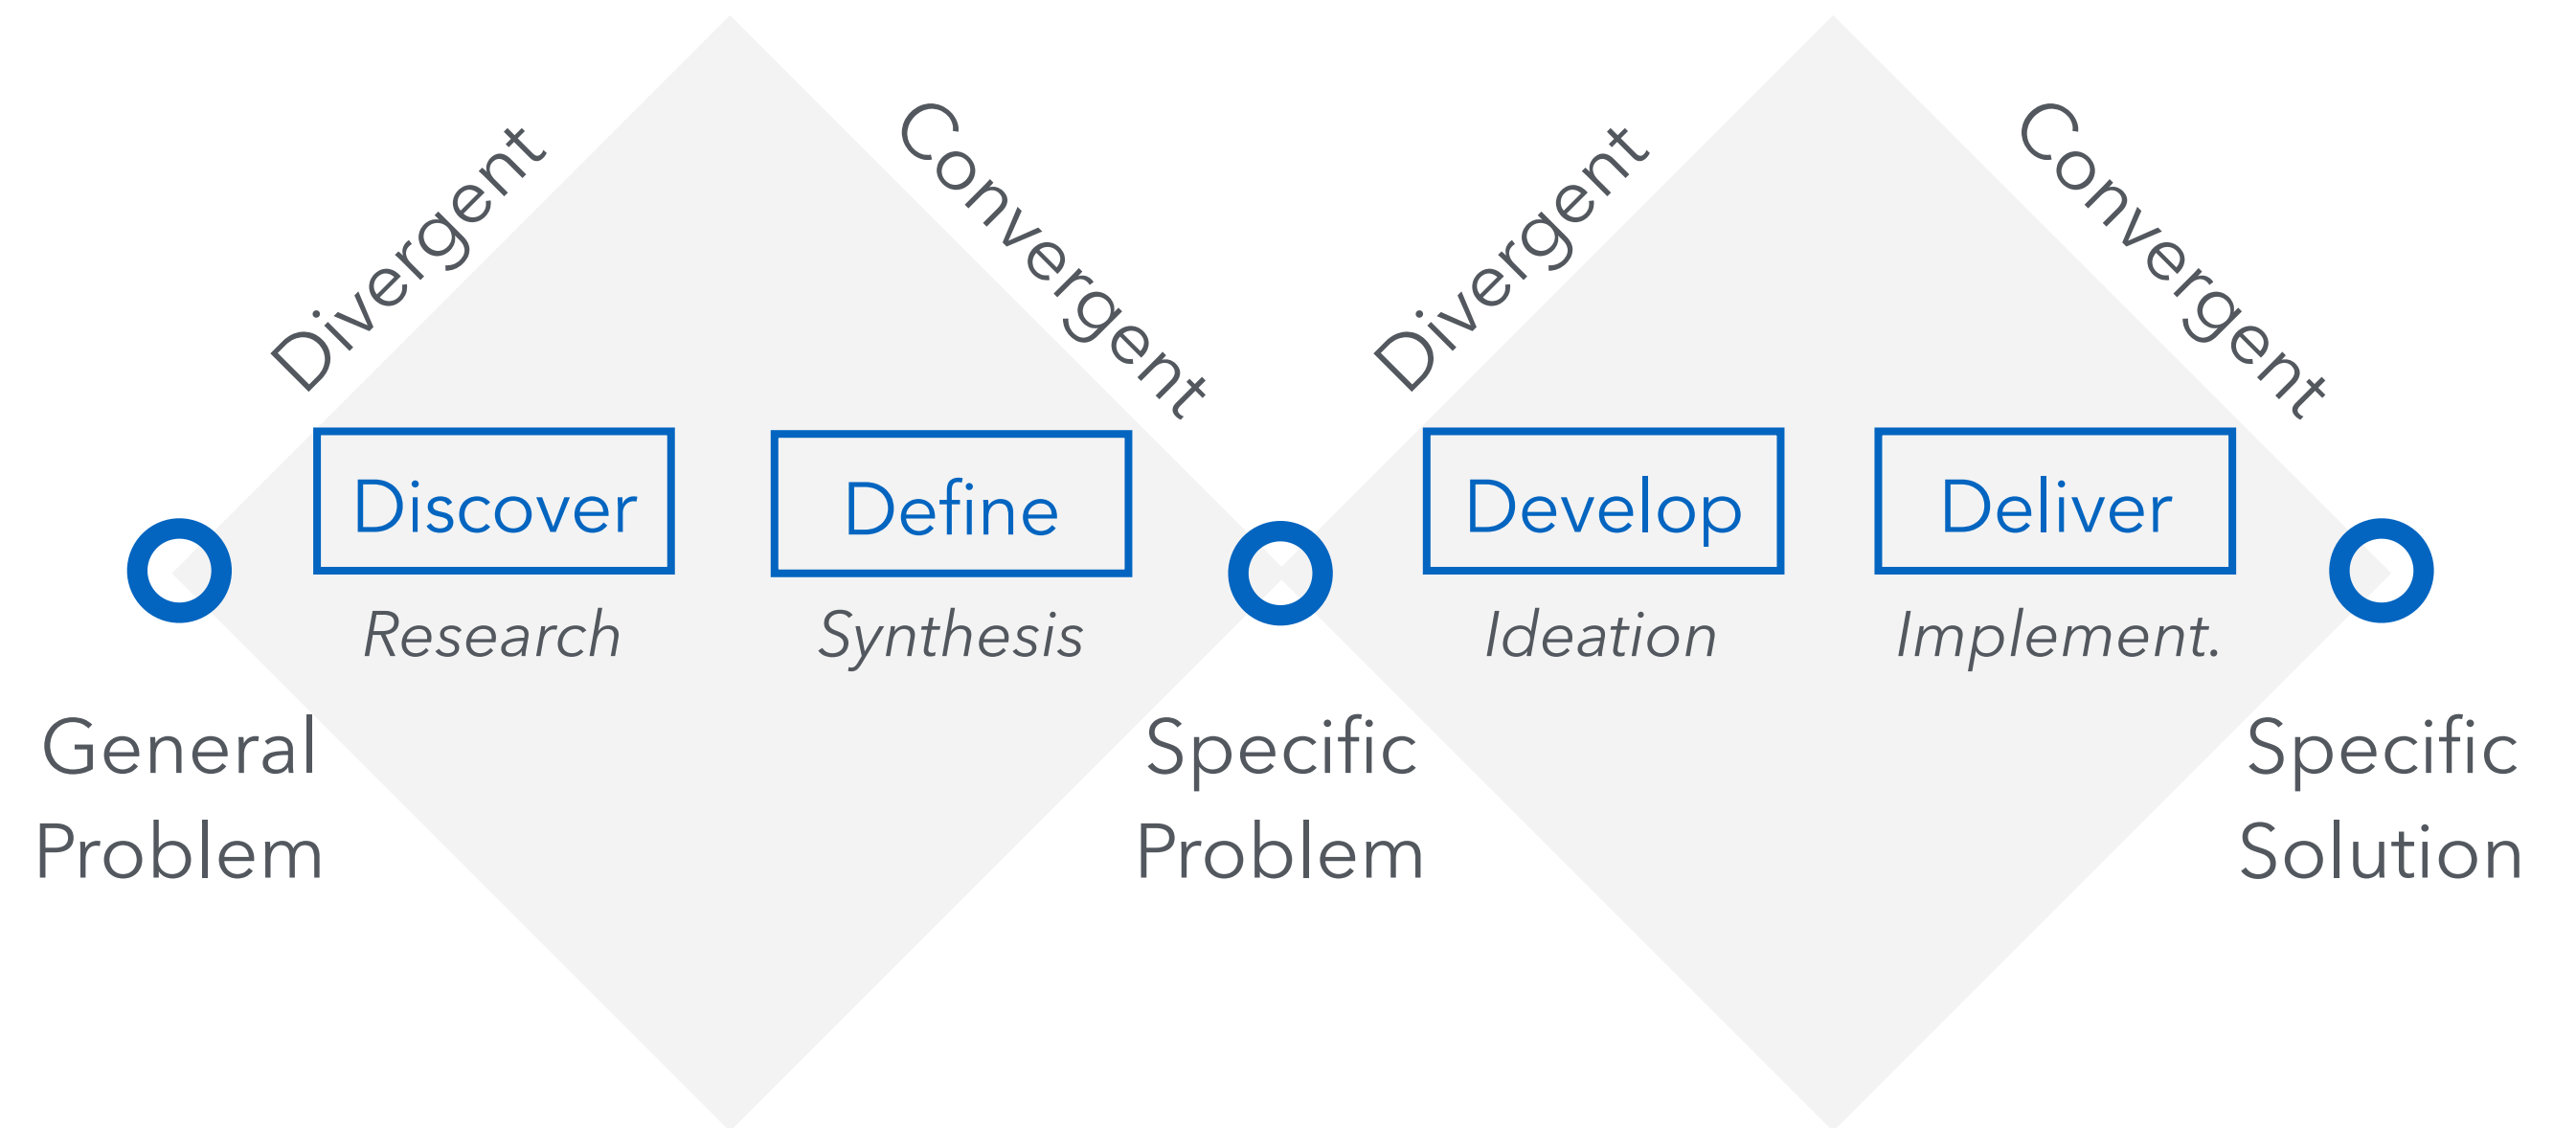 Divergent
Convergent
Divergent
Convergent
Discover
Define
Develop
Deliver
Research
Synthesis
Ideation
Implement.
General
Problem
Specific
Problem
Specific
Solution